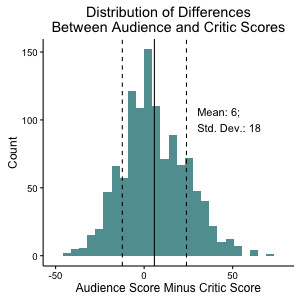 Distribution of Differences
Between Audience and Critic Scores
150
100
50
0
Count
Mean: 6;
Std. Dev.: 18
-50
0
50
Audience Score Minus Critic Score